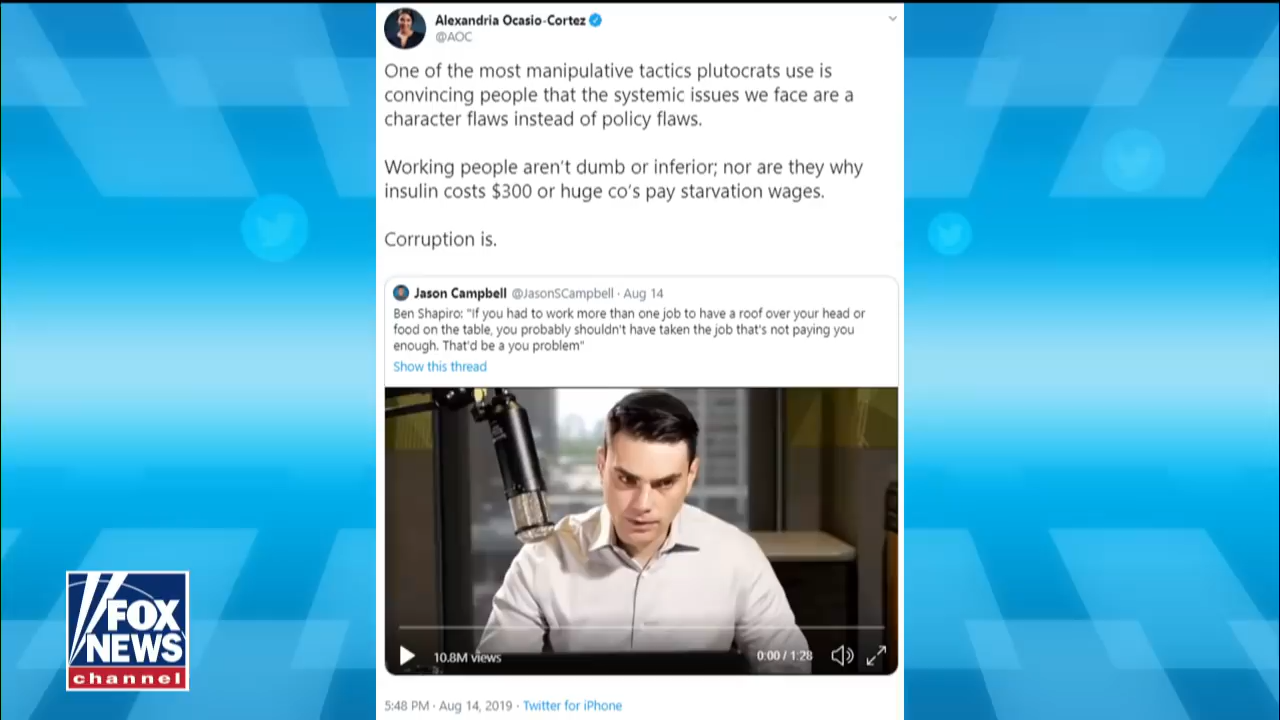 Alexandria Ocasio-Cortez
@AOC
One of the most manipulative tactics plutocrats use is
convincing people that the systemic issues we face are a
character flaws instead of policy flaws.
Working people aren't dumb or inferior; nor are they why
insulin costs $300 or huge co's pay starvation wages.
Corruption is.
Jason Campbell @JasonSCampbell · Aug 14
Ben Shapiro: "If you had to work more than one job to have a roof over your head or
food on the table, you probably shouldn't have taken the job that's not paying you
enough. That'd be a you problem"
Show this thread
10.8M views
0:00 / 1:28
5:48 PM · Aug 14, 2019 · Twitter for iPhone
FOX
NEWS
channel